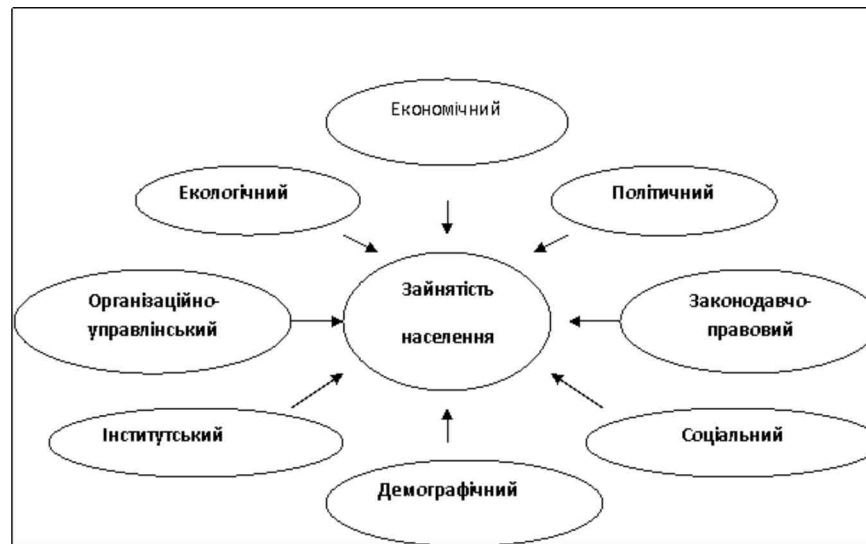 Економічний
Екологічний
Політичний
Організаційно-
управлінський
Зайнятість
населення
Законодавчо-
правовий
Інститутський
Соціальний
Демографічний